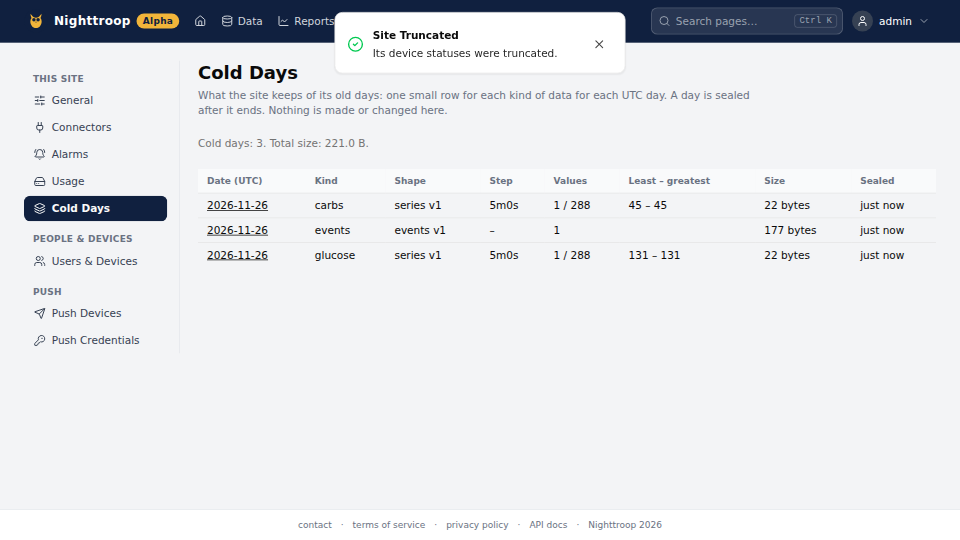 Nighttroop Alpha Data Reports Search pages... Ctrl K admin
Site Truncated
Its device statuses were truncated.
THIS SITE
General
Connectors
Alarms
Usage
Cold Days
PEOPLE & DEVICES
Users & Devices
PUSH
Push Devices
Push Credentials
Cold Days
What the site keeps of its old days: one small row for each kind of data for each UTC day. A day is sealed
after it ends. Nothing is made or changed here.
Cold days: 3. Total size: 221.0 B.
Date (UTC) Kind Shape Step Values Least – greatest Size Sealed
2026-11-26 carbs series v1 5m0s 1 / 288 45 – 45 22 bytes just now
2026-11-26 events events v1 – 1 177 bytes just now
2026-11-26 glucose series v1 5m0s 1 / 288 131 – 131 22 bytes just now
contact · terms of service · privacy policy · API docs · Nighttroop 2026